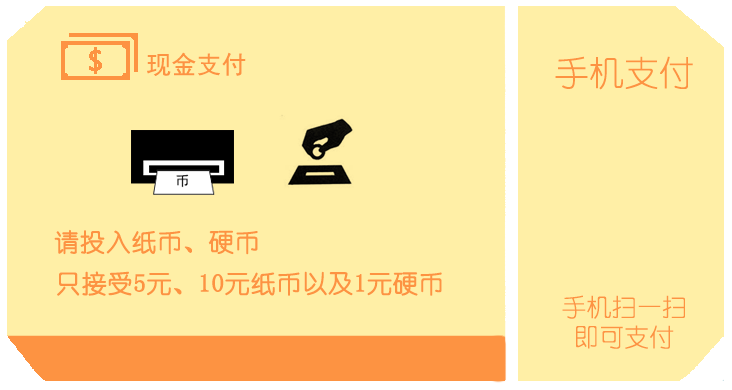 $
现金支付
币
请投入纸币、硬币
只接受5元、10元纸币以及1元硬币
手机支付
手机扫一扫
即可支付